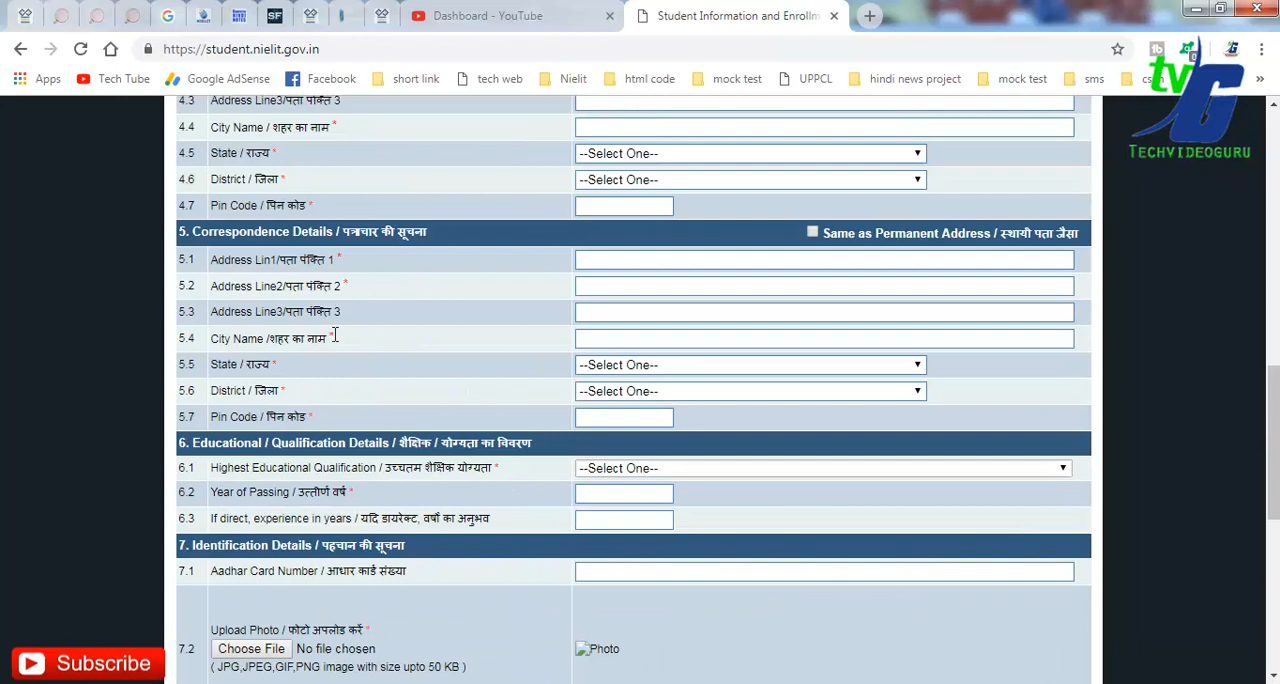 Dashboard - YouTube
Student Information and Enrollm
https://student.nielit.gov.in
Apps Tech Tube Google AdSense Facebook short link tech web Nielit html code mock test UPPCL hindi news project mock test sms
TECHVIDEOGURU
4.3 Address Line3/पता पंक्ति 3
4.4 City Name / शहर का नाम *
4.5 State / राज्य * --Select One--
4.6 District / जिला * --Select One--
4.7 Pin Code / पिन कोड *
5. Correspondence Details / पत्राचार की सूचना Same as Permanent Address / स्थायी पता जैसा
5.1 Address Lin1/पता पंक्ति 1 *
5.2 Address Line2/पता पंक्ति 2 *
5.3 Address Line3/पता पंक्ति 3
5.4 City Name /शहर का नाम *
5.5 State / राज्य * --Select One--
5.6 District / जिला * --Select One--
5.7 Pin Code / पिन कोड *
6. Educational / Qualification Details / शैक्षिक / योग्यता का विवरण
6.1 Highest Educational Qualification / उच्चतम शैक्षिक योग्यता * --Select One--
6.2 Year of Passing / उत्तीर्ण वर्ष *
6.3 If direct, experience in years / यदि डायरेक्ट, वर्षों का अनुभव
7. Identification Details / पहचान की सूचना
7.1 Aadhar Card Number / आधार कार्ड संख्या
Upload Photo / फोटो अपलोड करें *
7.2 Choose File No file chosen Photo
( JPG,JPEG,GIF,PNG image with size upto 50 KB )
Subscribe